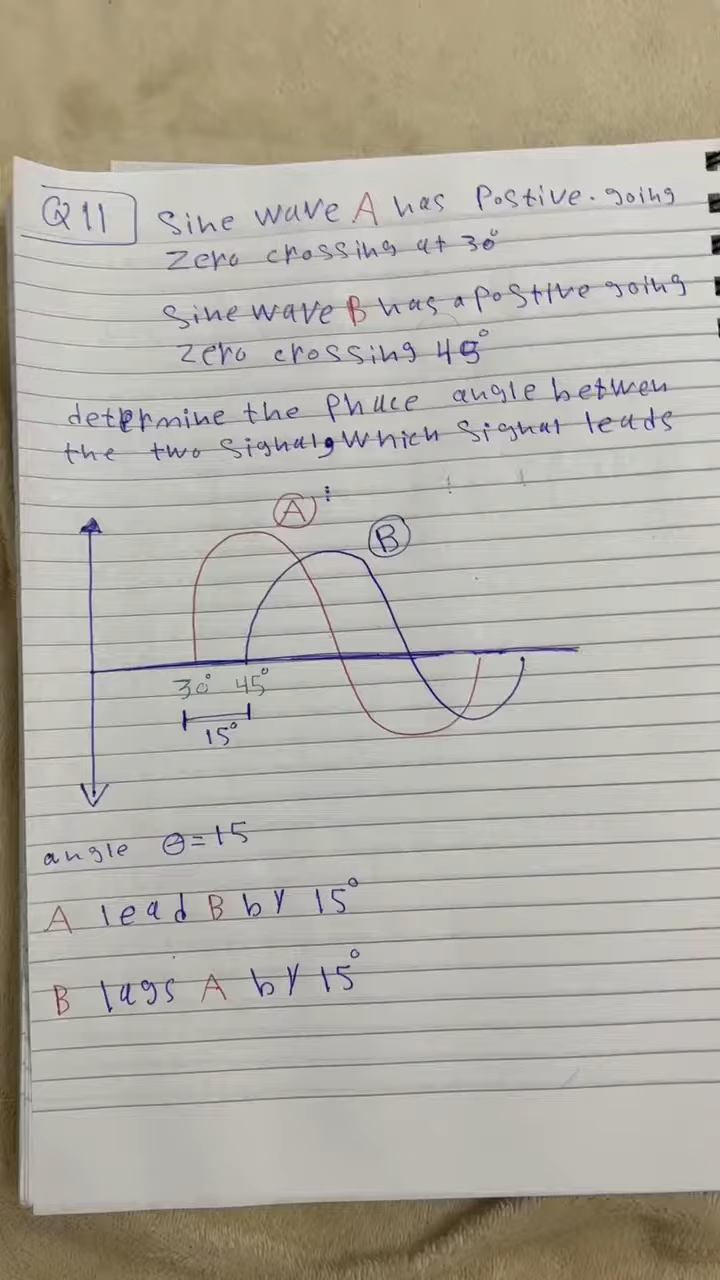 Q11
Sine wave A has Postive. going
Zero crossing at 30°
Sine wave B has a postive going
Zero crossing 45°
determine the Phace angle betwen
the two signals which signal leads
A
B
30° 45°
15°
angle θ=15
A lead B by 15°
B lags A by 15°